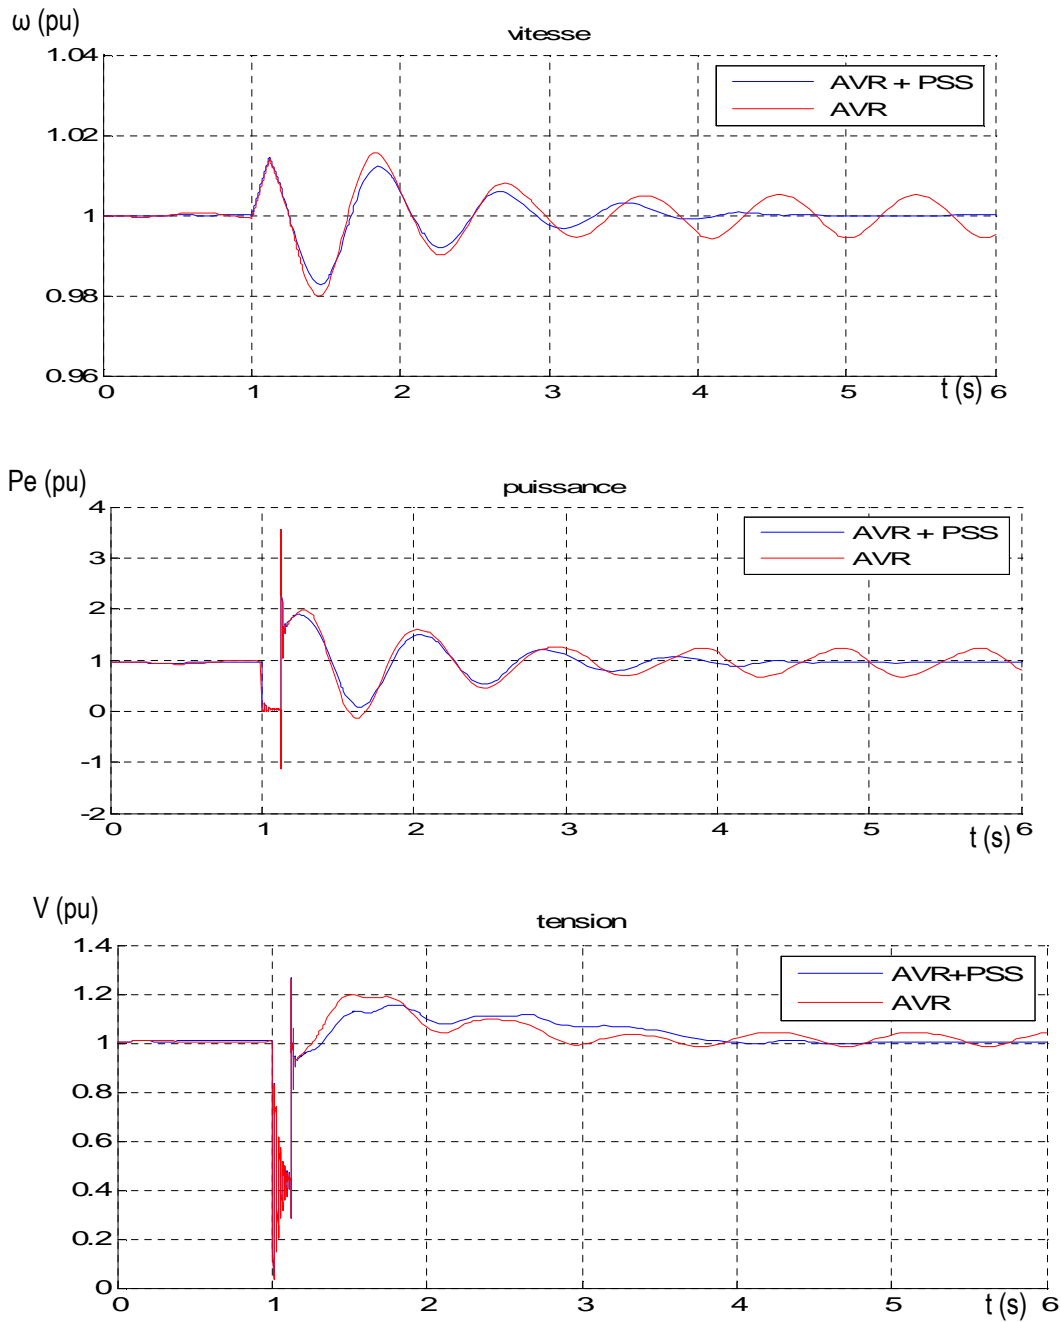 ω (pu)
vitesse
1.04
AVR + PSS
AVR
1.02
1
0.98
0.96
0 1 2 3 4 5 6
t (s)
Pe (pu)
puissance
4
AVR + PSS
AVR
3
2
1
0
-1
-2
0 1 2 3 4 5 6
t (s)
V (pu)
tension
1.4
AVR+PSS
AVR
1.2
1
0.8
0.6
0.4
0.2
0
0 1 2 3 4 5 6
t (s)